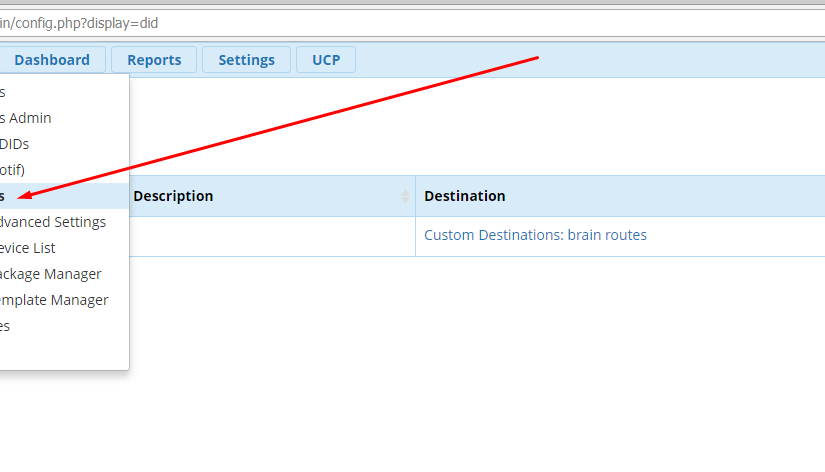 in/config.php?display=did
Dashboard Reports Settings UCP
s
s Admin
DIDs
otif)
s
Description Destination
dvanced Settings
Custom Destinations: brain routes
evice List
ackage Manager
emplate Manager
es